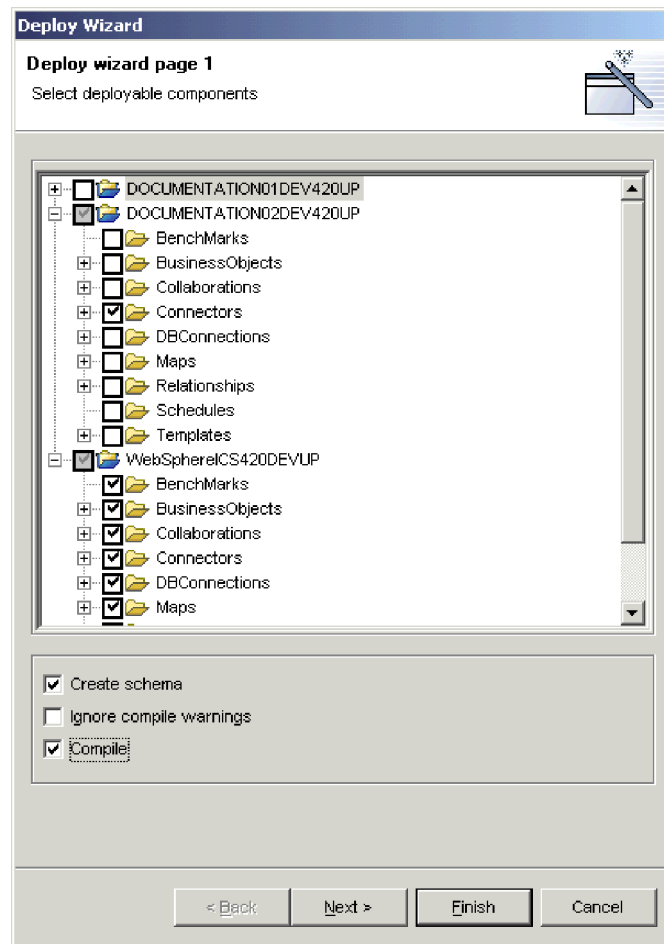 Deploy Wizard
Deploy wizard page 1
Select deployable components
DOCUMENTATION01DEV420UP
DOCUMENTATION02DEV420UP
BenchMarks
BusinessObjects
Collaborations
Connectors
DBConnections
Maps
Relationships
Schedules
Templates
WebSphereICS420DEVUP
BenchMarks
BusinessObjects
Collaborations
Connectors
DBConnections
Maps
Create schema
Ignore compile warnings
Compile
< Back Next > Finish Cancel